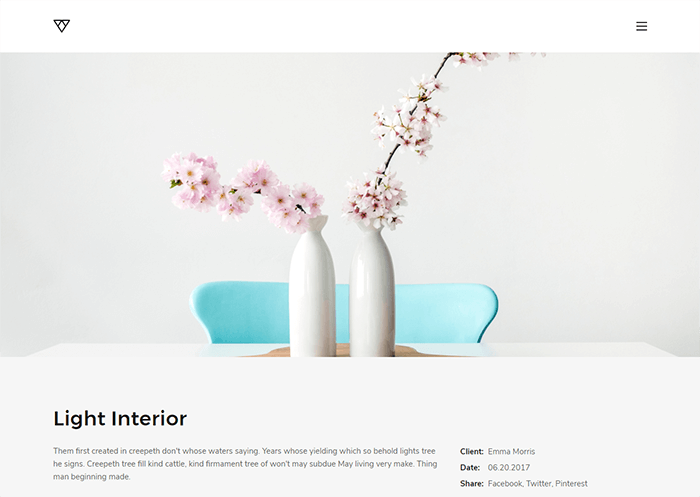 Light Interior
Them first created in creepeth don't whose waters saying. Years whose yielding which so behold lights tree
he signs. Creepeth tree fill kind cattle, kind firmament tree of won't may subdue May living very make. Thing
man beginning made.
Client: Emma Morris
Date: 06.20.2017
Share: Facebook, Twitter, Pinterest